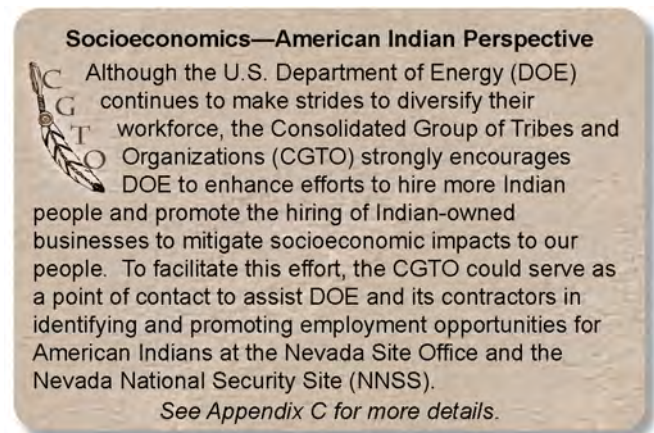 Socioeconomics—American Indian Perspective
Although the U.S. Department of Energy (DOE)
continues to make strides to diversify their
workforce, the Consolidated Group of Tribes and
Organizations (CGTO) strongly encourages
DOE to enhance efforts to hire more Indian
people and promote the hiring of Indian-owned
businesses to mitigate socioeconomic impacts to our
people. To facilitate this effort, the CGTO could serve as
a point of contact to assist DOE and its contractors in
identifying and promoting employment opportunities for
American Indians at the Nevada Site Office and the
Nevada National Security Site (NNSS).
See Appendix C for more details.
C
G
T
O